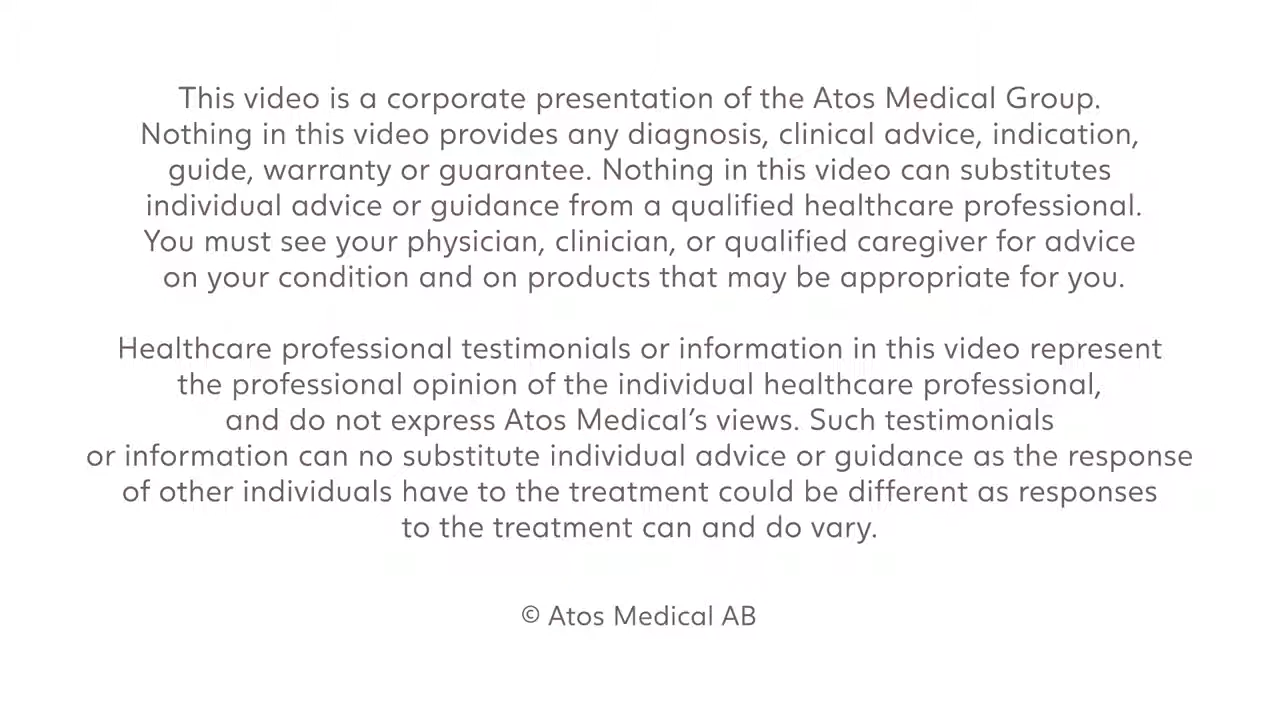 This video is a corporate presentation of the Atos Medical Group.
Nothing in this video provides any diagnosis, clinical advice, indication,
guide, warranty or guarantee. Nothing in this video can substitutes
individual advice or guidance from a qualified healthcare professional.
You must see your physician, clinician, or qualified caregiver for advice
on your condition and on products that may be appropriate for you.
Healthcare professional testimonials or information in this video represent
the professional opinion of the individual healthcare professional,
and do not express Atos Medical’s views. Such testimonials
or information can no substitute individual advice or guidance as the response
of other individuals have to the treatment could be different as responses
to the treatment can and do vary.
© Atos Medical AB